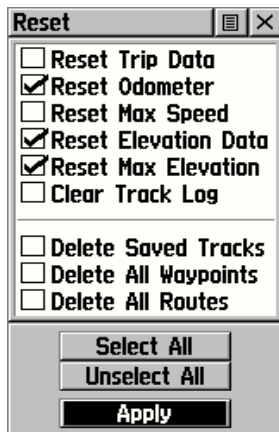 Reset
Reset Trip Data
Reset Odometer
Reset Max Speed
Reset Elevation Data
Reset Max Elevation
Clear Track Log
Delete Saved Tracks
Delete All Waypoints
Delete All Routes
Select All
Unselect All
Apply